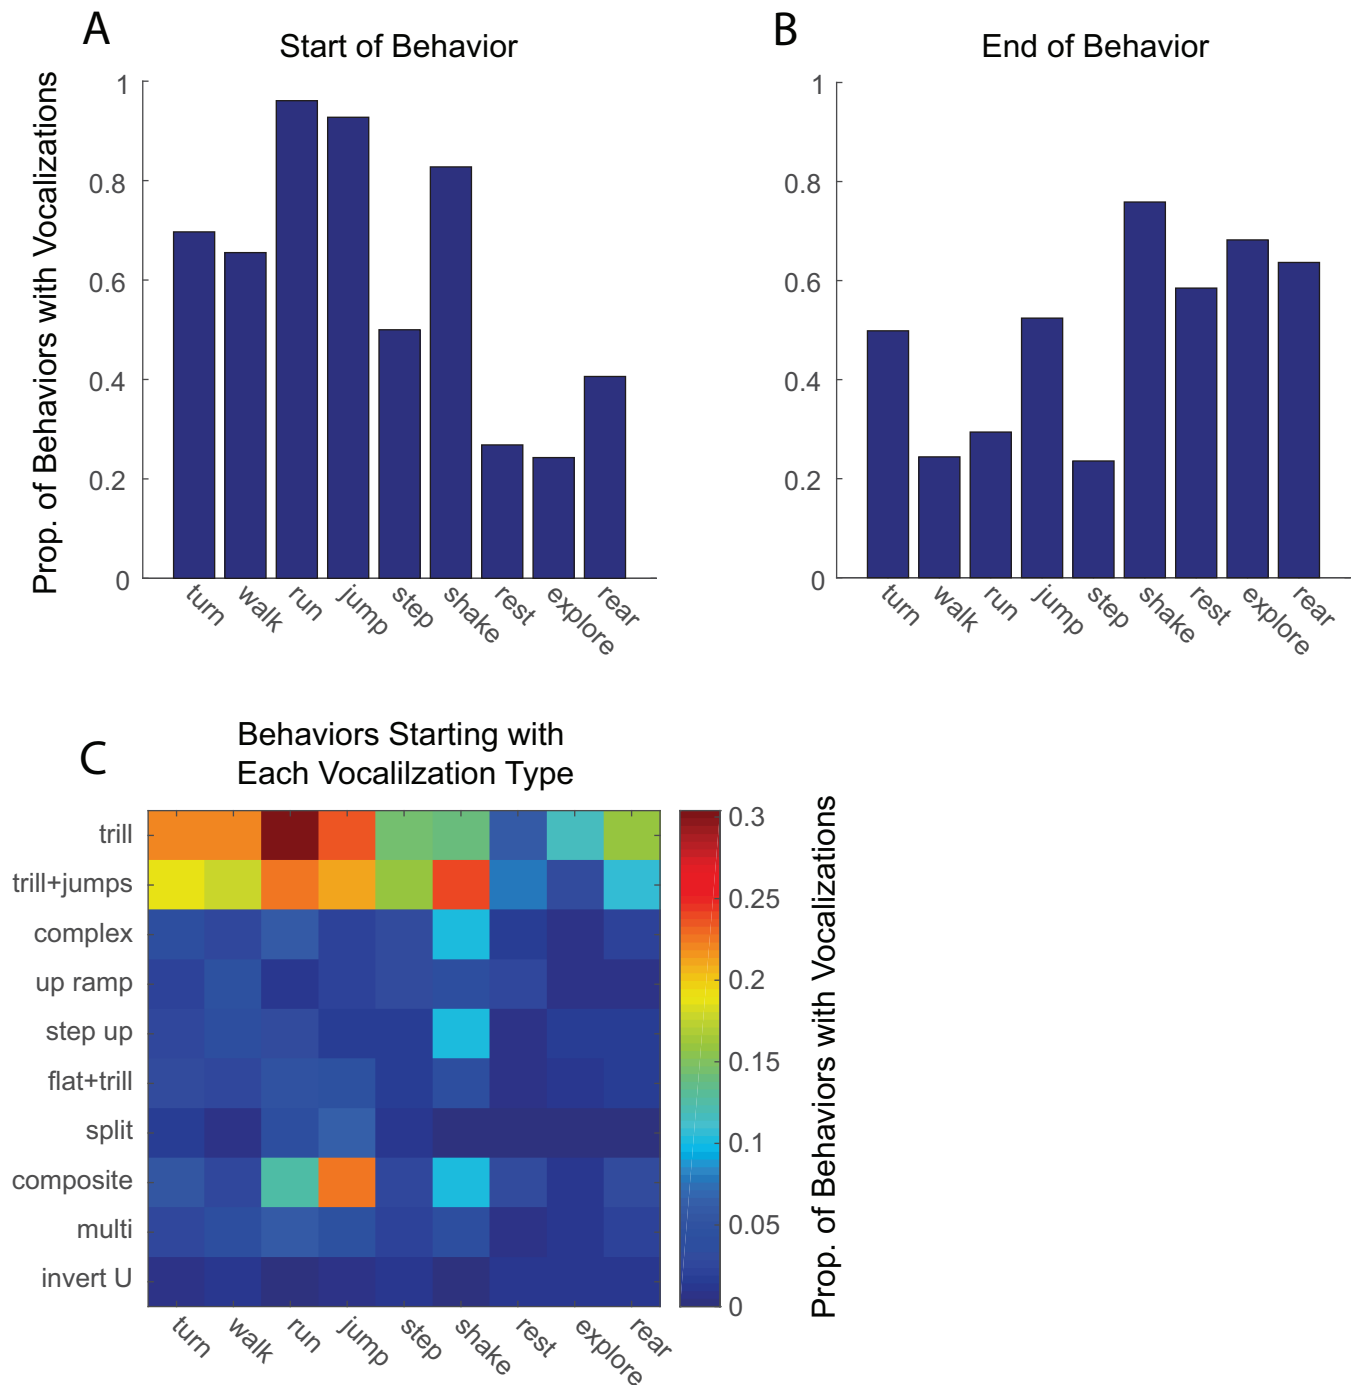 A
Start of Behavior
Prop. of Behaviors with Vocalizations
1
0.8
0.6
0.4
0.2
0
turn
walk
run
jump
step
shake
rest
explore
rear
B
End of Behavior
1
0.8
0.6
0.4
0.2
0
turn
walk
run
jump
step
shake
rest
explore
rear
C
Behaviors Starting with
Each Vocalilzation Type
trill
trill+jumps
complex
up ramp
step up
flat+trill
split
composite
multi
invert U
turn
walk
run
jump
step
shake
rest
explore
rear
0.3
0.25
0.2
0.15
0.1
0.05
0
Prop. of Behaviors with Vocalizations